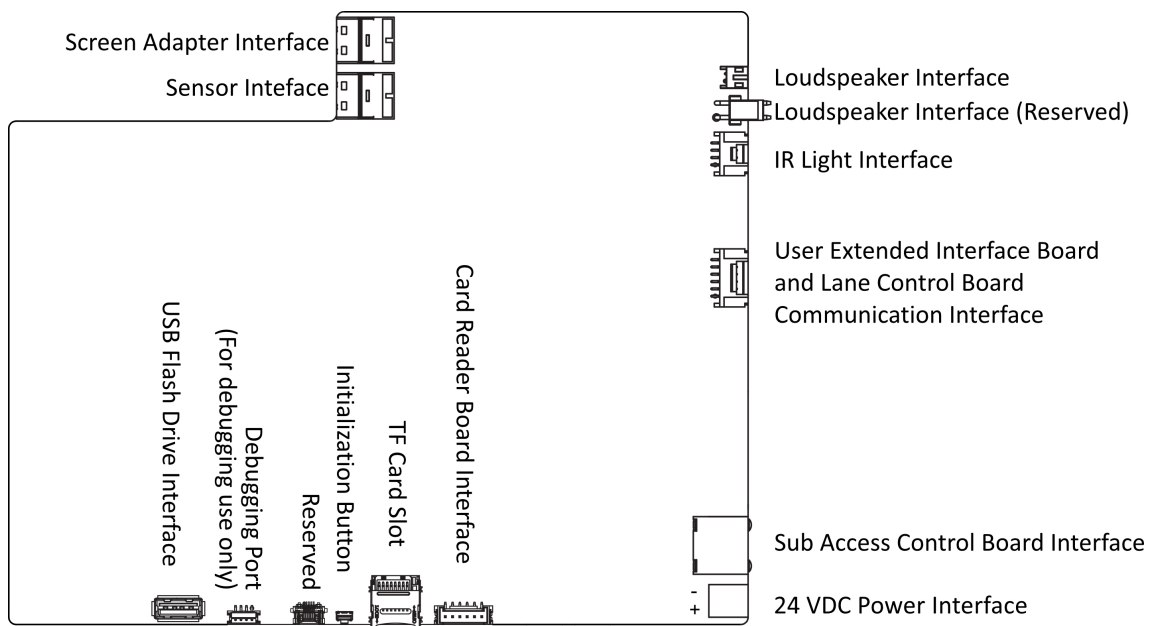 Screen Adapter Interface
Sensor Inteface
Loudspeaker Interface
Loudspeaker Interface (Reserved)
IR Light Interface
User Extended Interface Board
and Lane Control Board
Communication Interface
USB Flash Drive Interface
Debugging Port
(For debugging use only)
Reserved
Initialization Button
TF Card Slot
Card Reader Board Interface
Sub Access Control Board Interface
-
+
24 VDC Power Interface